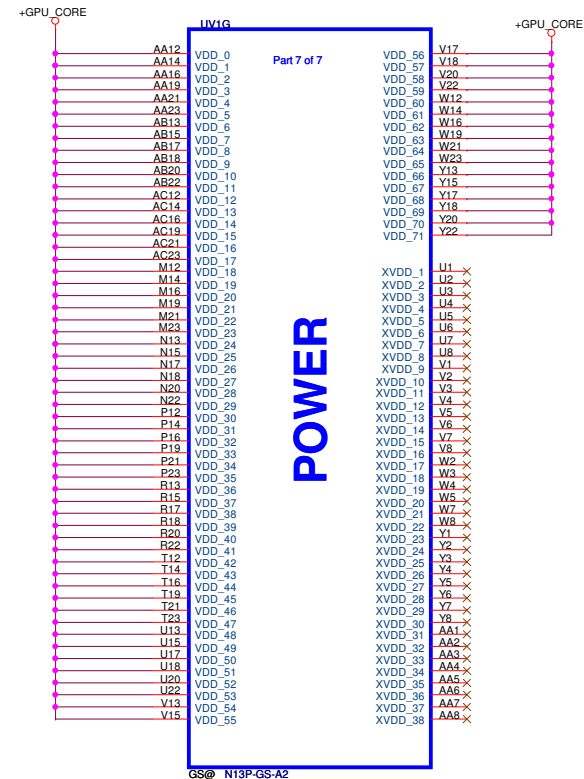 +GPU_CORE
UV1G
+GPU_CORE
Part 7 of 7
AA12 VDD_0
AA14 VDD_1
AA16 VDD_2
AA19 VDD_3
AA21 VDD_4
AA23 VDD_5
AB13 VDD_6
AB15 VDD_7
AB17 VDD_8
AB18 VDD_9
AB20 VDD_10
AB22 VDD_11
AC12 VDD_12
AC14 VDD_13
AC16 VDD_14
AC19 VDD_15
AC21 VDD_16
AC23 VDD_17
M12 VDD_18
M14 VDD_19
M16 VDD_20
M19 VDD_21
M21 VDD_22
M23 VDD_23
N13 VDD_24
N15 VDD_25
N17 VDD_26
N18 VDD_27
N20 VDD_28
N22 VDD_29
P12 VDD_30
P14 VDD_31
P16 VDD_32
P19 VDD_33
P21 VDD_34
P23 VDD_35
R13 VDD_36
R15 VDD_37
R17 VDD_38
R18 VDD_39
R20 VDD_40
R22 VDD_41
T12 VDD_42
T14 VDD_43
T16 VDD_44
T19 VDD_45
T21 VDD_46
T23 VDD_47
U13 VDD_48
U15 VDD_49
U17 VDD_50
U18 VDD_51
U20 VDD_52
U22 VDD_53
V13 VDD_54
V15 VDD_55
POWER
VDD_56 V17
VDD_57 V18
VDD_58 V20
VDD_59 V22
VDD_60 W12
VDD_61 W14
VDD_62 W16
VDD_63 W19
VDD_64 W21
VDD_65 W23
VDD_66 Y13
VDD_67 Y15
VDD_68 Y17
VDD_69 Y18
VDD_70 Y20
VDD_71 Y22
XVDD_1 U1
XVDD_2 U2
XVDD_3 U3
XVDD_4 U4
XVDD_5 U5
XVDD_6 U6
XVDD_7 U7
XVDD_8 U8
XVDD_9 V1
XVDD_10 V2
XVDD_11 V3
XVDD_12 V4
XVDD_13 V5
XVDD_14 V6
XVDD_15 V7
XVDD_16 V8
XVDD_17 W2
XVDD_18 W3
XVDD_19 W4
XVDD_20 W5
XVDD_21 W7
XVDD_22 W8
XVDD_23 Y1
XVDD_24 Y2
XVDD_25 Y3
XVDD_26 Y4
XVDD_27 Y5
XVDD_28 Y6
XVDD_29 Y7
XVDD_30 Y8
XVDD_31 AA1
XVDD_32 AA2
XVDD_33 AA3
XVDD_34 AA4
XVDD_35 AA5
XVDD_36 AA6
XVDD_37 AA7
XVDD_38 AA8
GS@ N13P-GS-A2